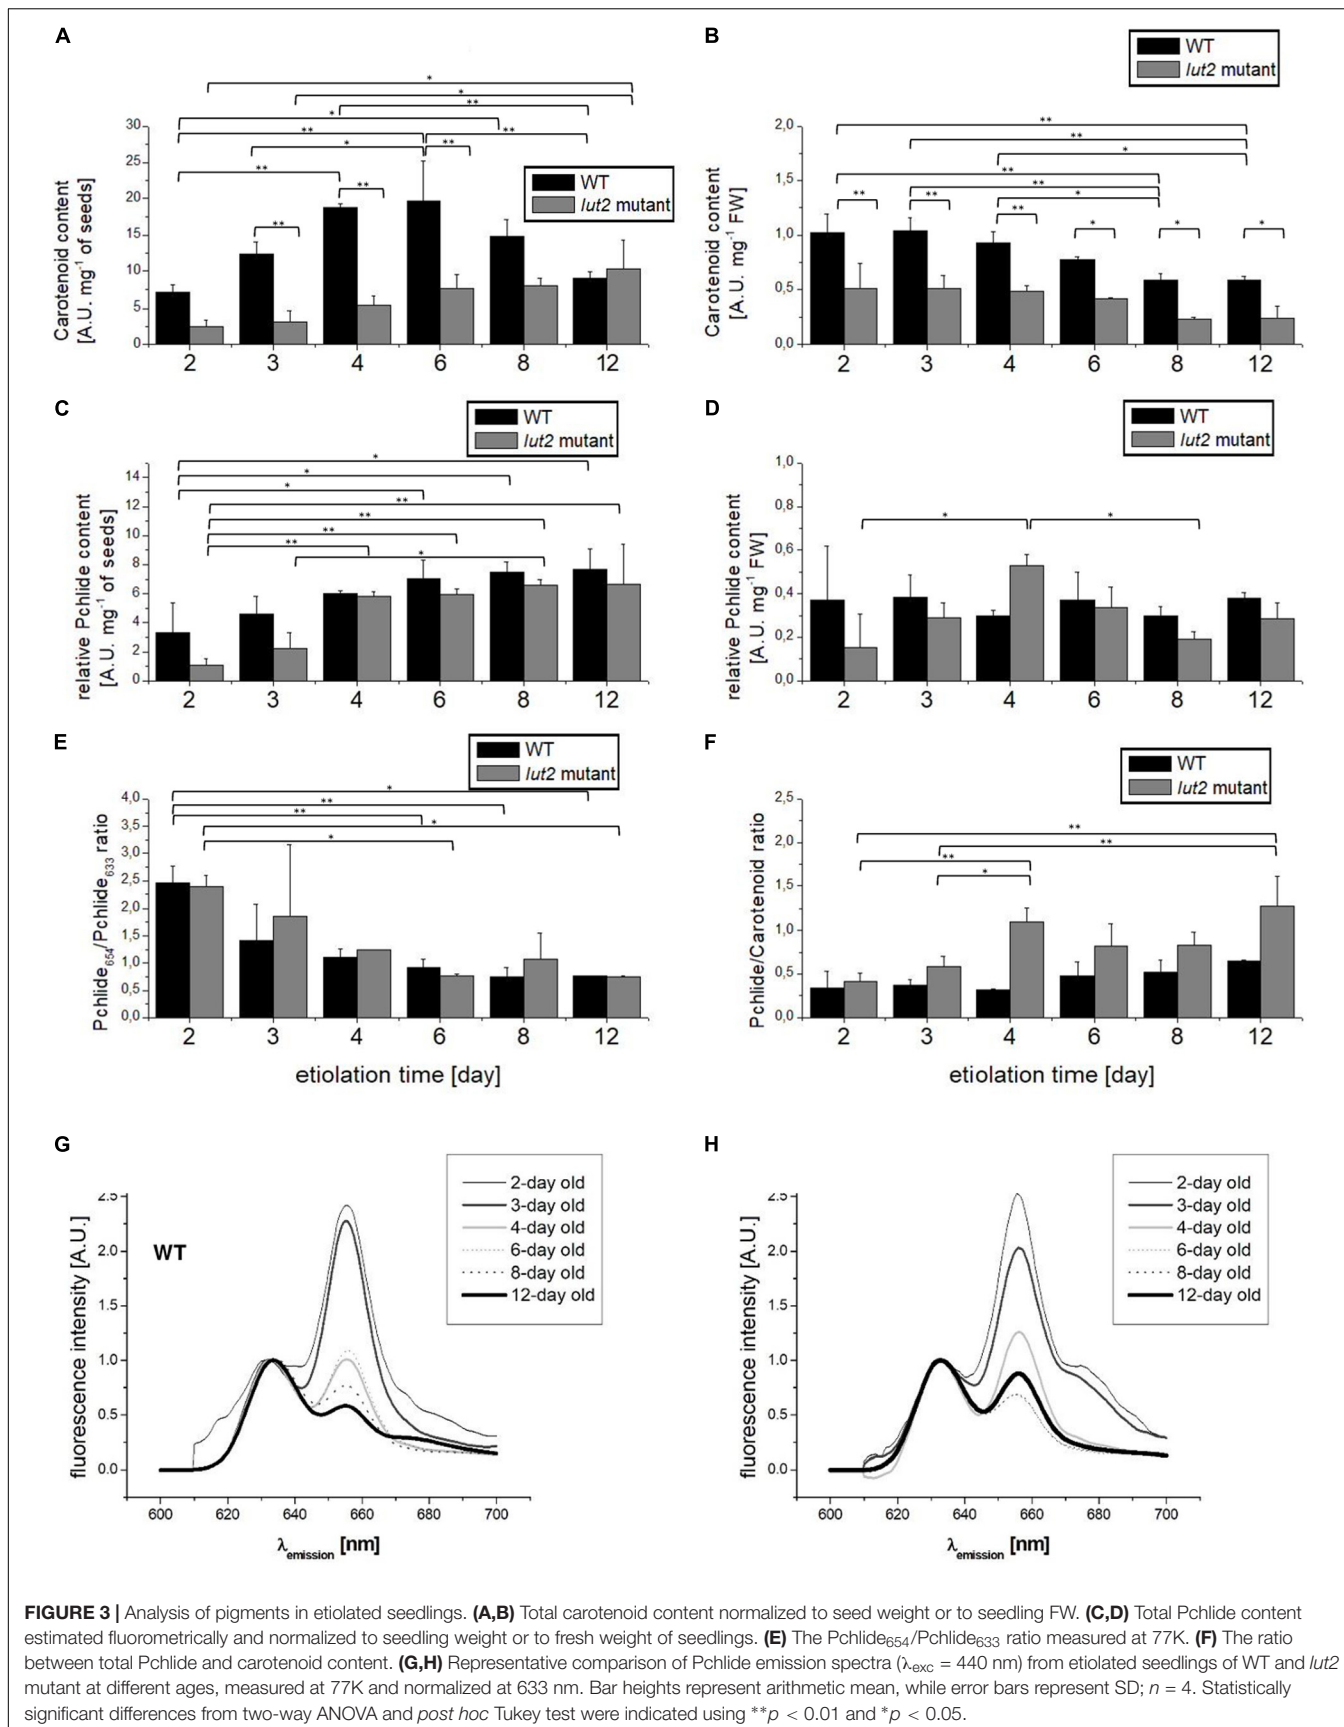 A
* 
*
**
*
**
**
*
**
**
**
**
30
25
20
15
10
5
0
Carotenoid content
[A.U. mg-1 of seeds]
WT
lut2 mutant
2 3 4 6 8 12
B
WT
lut2 mutant
**
**
*
**
**
*
**
**
**
*
*
*
2,0
1,5
1,0
0,5
0,0
Carotenoid content
[A.U. mg-1 FW]
2 3 4 6 8 12
C
WT
lut2 mutant
*
*
*
**
**
**
**
*
14
12
10
8
6
4
2
0
relative Pchlide content
[A.U. mg-1 of seeds]
2 3 4 6 8 12
D
WT
lut2 mutant
* *
1,0
0,8
0,6
0,4
0,2
0,0
relative Pchlide content
[A.U. mg-1 FW]
2 3 4 6 8 12
E
WT
lut2 mutant
*
**
**
*
*
4,0
3,5
3,0
2,5
2,0
1,5
1,0
0,5
0,0
Pchlide654/Pchlide633 ratio
2 3 4 6 8 12
etiolation time [day]
F
WT
lut2 mutant
**
**
**
*
2,5
2,0
1,5
1,0
0,5
0,0
Pchlide/Carotenoid ratio
2 3 4 6 8 12
etiolation time [day]
G
2-day old
3-day old
4-day old
6-day old
8-day old
12-day old
WT
2.5
2.0
1.5
1.0
0.5
0.0
fluorescence intensity [A.U.]
600 620 640 660 680 700
λemission [nm]
H
2-day old
3-day old
4-day old
6-day old
8-day old
12-day old
2.5
2.0
1.5
1.0
0.5
0.0
fluorescence intensity [A.U.]
600 620 640 660 680 700
λemission [nm]
FIGURE 3 | Analysis of pigments in etiolated seedlings. (A,B) Total carotenoid content normalized to seed weight or to seedling FW. (C,D) Total Pchlide content
estimated fluorometrically and normalized to seedling weight or to fresh weight of seedlings. (E) The Pchlide654/Pchlide633 ratio measured at 77K. (F) The ratio
between total Pchlide and carotenoid content. (G,H) Representative comparison of Pchlide emission spectra (λexc = 440 nm) from etiolated seedlings of WT and lut2
mutant at different ages, measured at 77K and normalized at 633 nm. Bar heights represent arithmetic mean, while error bars represent SD; n = 4. Statistically
significant differences from two-way ANOVA and post hoc Tukey test were indicated using **p < 0.01 and *p < 0.05.